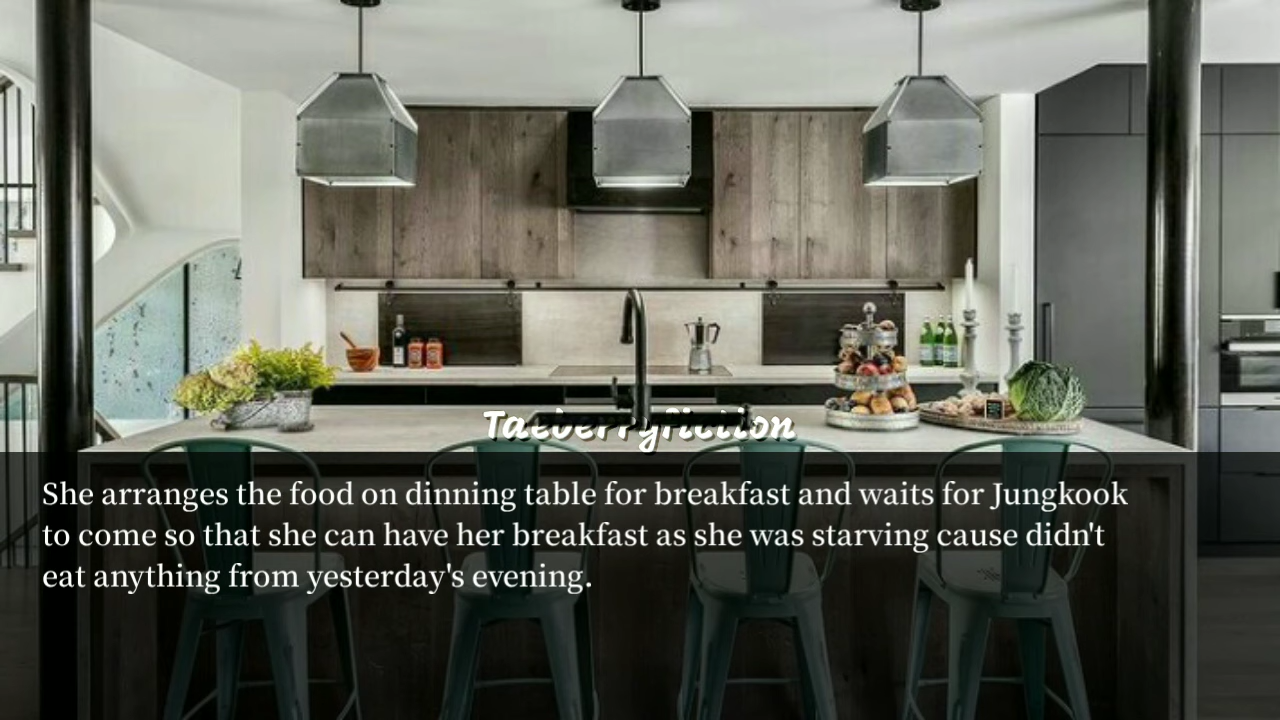 Taeberryfiction
She arranges the food on dinning table for breakfast and waits for Jungkook
to come so that she can have her breakfast as she was starving cause didn't
eat anything from yesterday's evening.